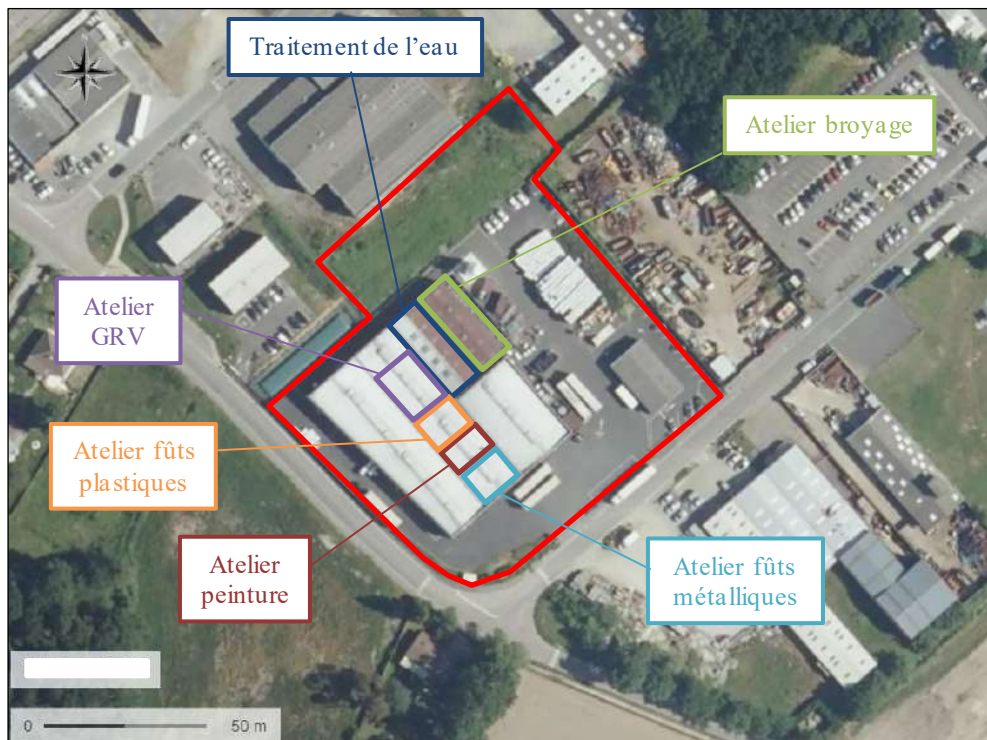 Traitement de l'eau
Atelier broyage
Atelier
GRV
Atelier fûts
plastiques
Atelier
peinture
Atelier fûts
métalliques
0 50 m